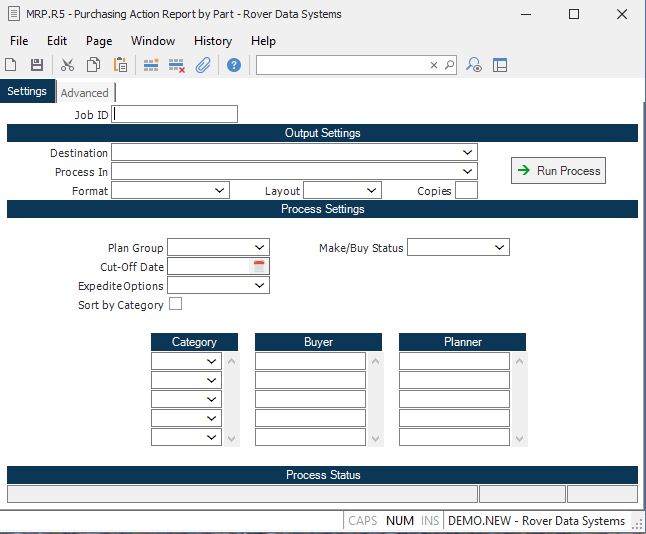 MRP.R5 - Purchasing Action Report by Part - Rover Data Systems
File Edit Page Window History Help
Settings Advanced
Job ID
Output Settings
Destination
Process In
Run Process
Format Layout Copies
Process Settings
Plan Group Make/Buy Status
Cut-Off Date
Expedite Options
Sort by Category
Category Buyer Planner
Process Status
CAPS NUM INS DEMO.NEW - Rover Data Systems